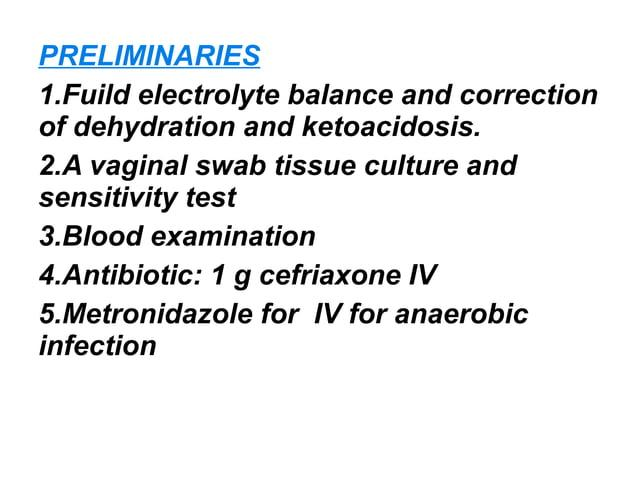 PRELIMINARIES
1.Fuild electrolyte balance and correction
of dehydration and ketoacidosis.
2.A vaginal swab tissue culture and
sensitivity test
3.Blood examination
4.Antibiotic: 1 g cefriaxone IV
5.Metronidazole for  IV for anaerobic
infection